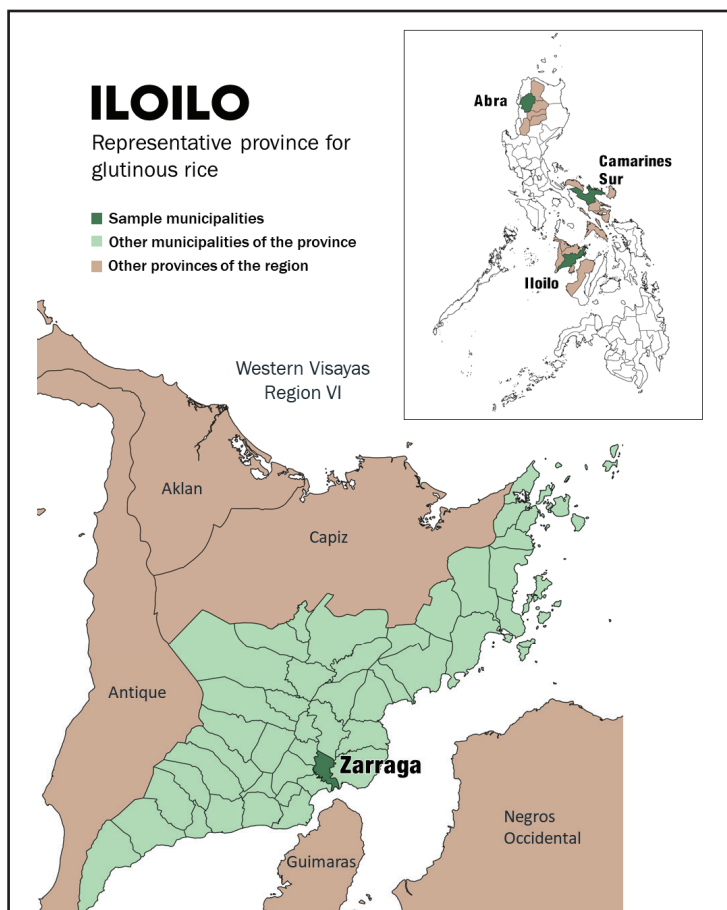 ILOILO
Representative province for
glutinous rice
Sample municipalities
Other municipalities of the province
Other provinces of the region
Abra
Camarines
Sur
Iloilo
Western Visayas
Region VI
Aklan
Capiz
Antique
Zarraga
Negros
Occidental
Guimaras